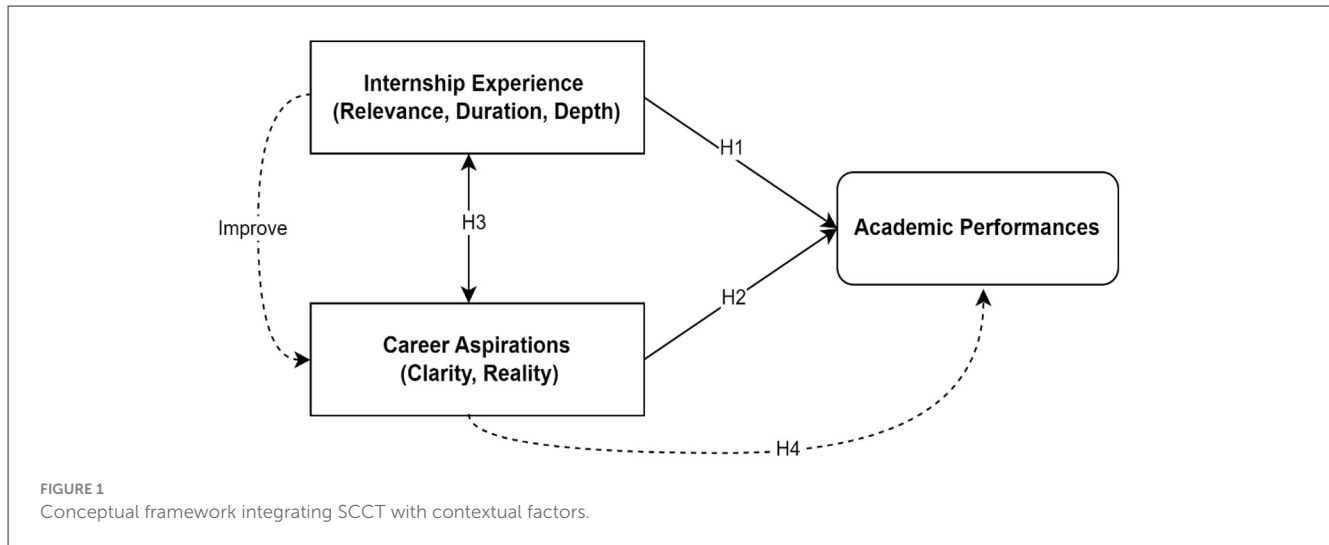 Internship Experience
(Relevance, Duration, Depth)
H1
Improve
H3
Academic Performances
H2
Career Aspirations
(Clarity, Reality)
H4
FIGURE 1
Conceptual framework integrating SCCT with contextual factors.